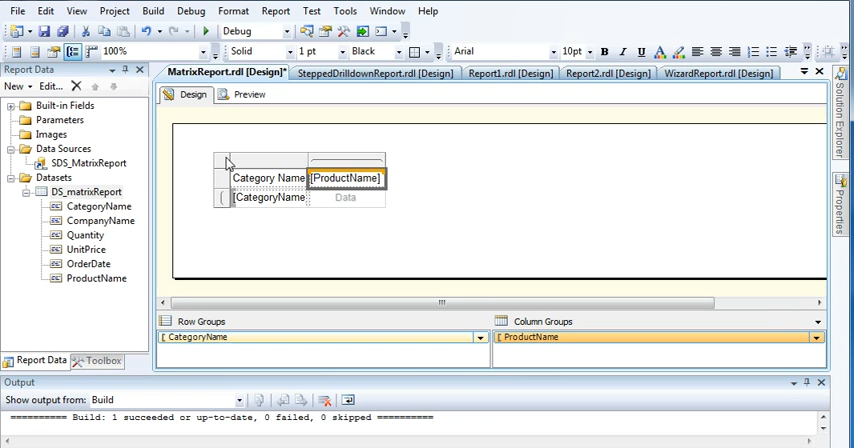 File Edit View Project Build Debug Format Report Test Tools Window Help
Debug
100% Solid 1 pt Black Arial 10pt B I U
Report Data
New Edit...
Built-in Fields
Parameters
Images
Data Sources
SDS_MatrixReport
Datasets
DS_matrixReport
CategoryName
CompanyName
Quantity
UnitPrice
OrderDate
ProductName
Report Data Toolbox
MatrixReport.rdl [Design]* SteppedDrilldownReport.rdl [Design] Report1.rdl [Design] Report2.rdl [Design] WizardReport.rdl [Design]
Design Preview
Category Name [ProductName]
[CategoryName Data
Row Groups Column Groups
[ CategoryName [ ProductName
Solution Explorer
Properties
Output
Show output from: Build
========== Build: 1 succeeded or up-to-date, 0 failed, 0 skipped ==========